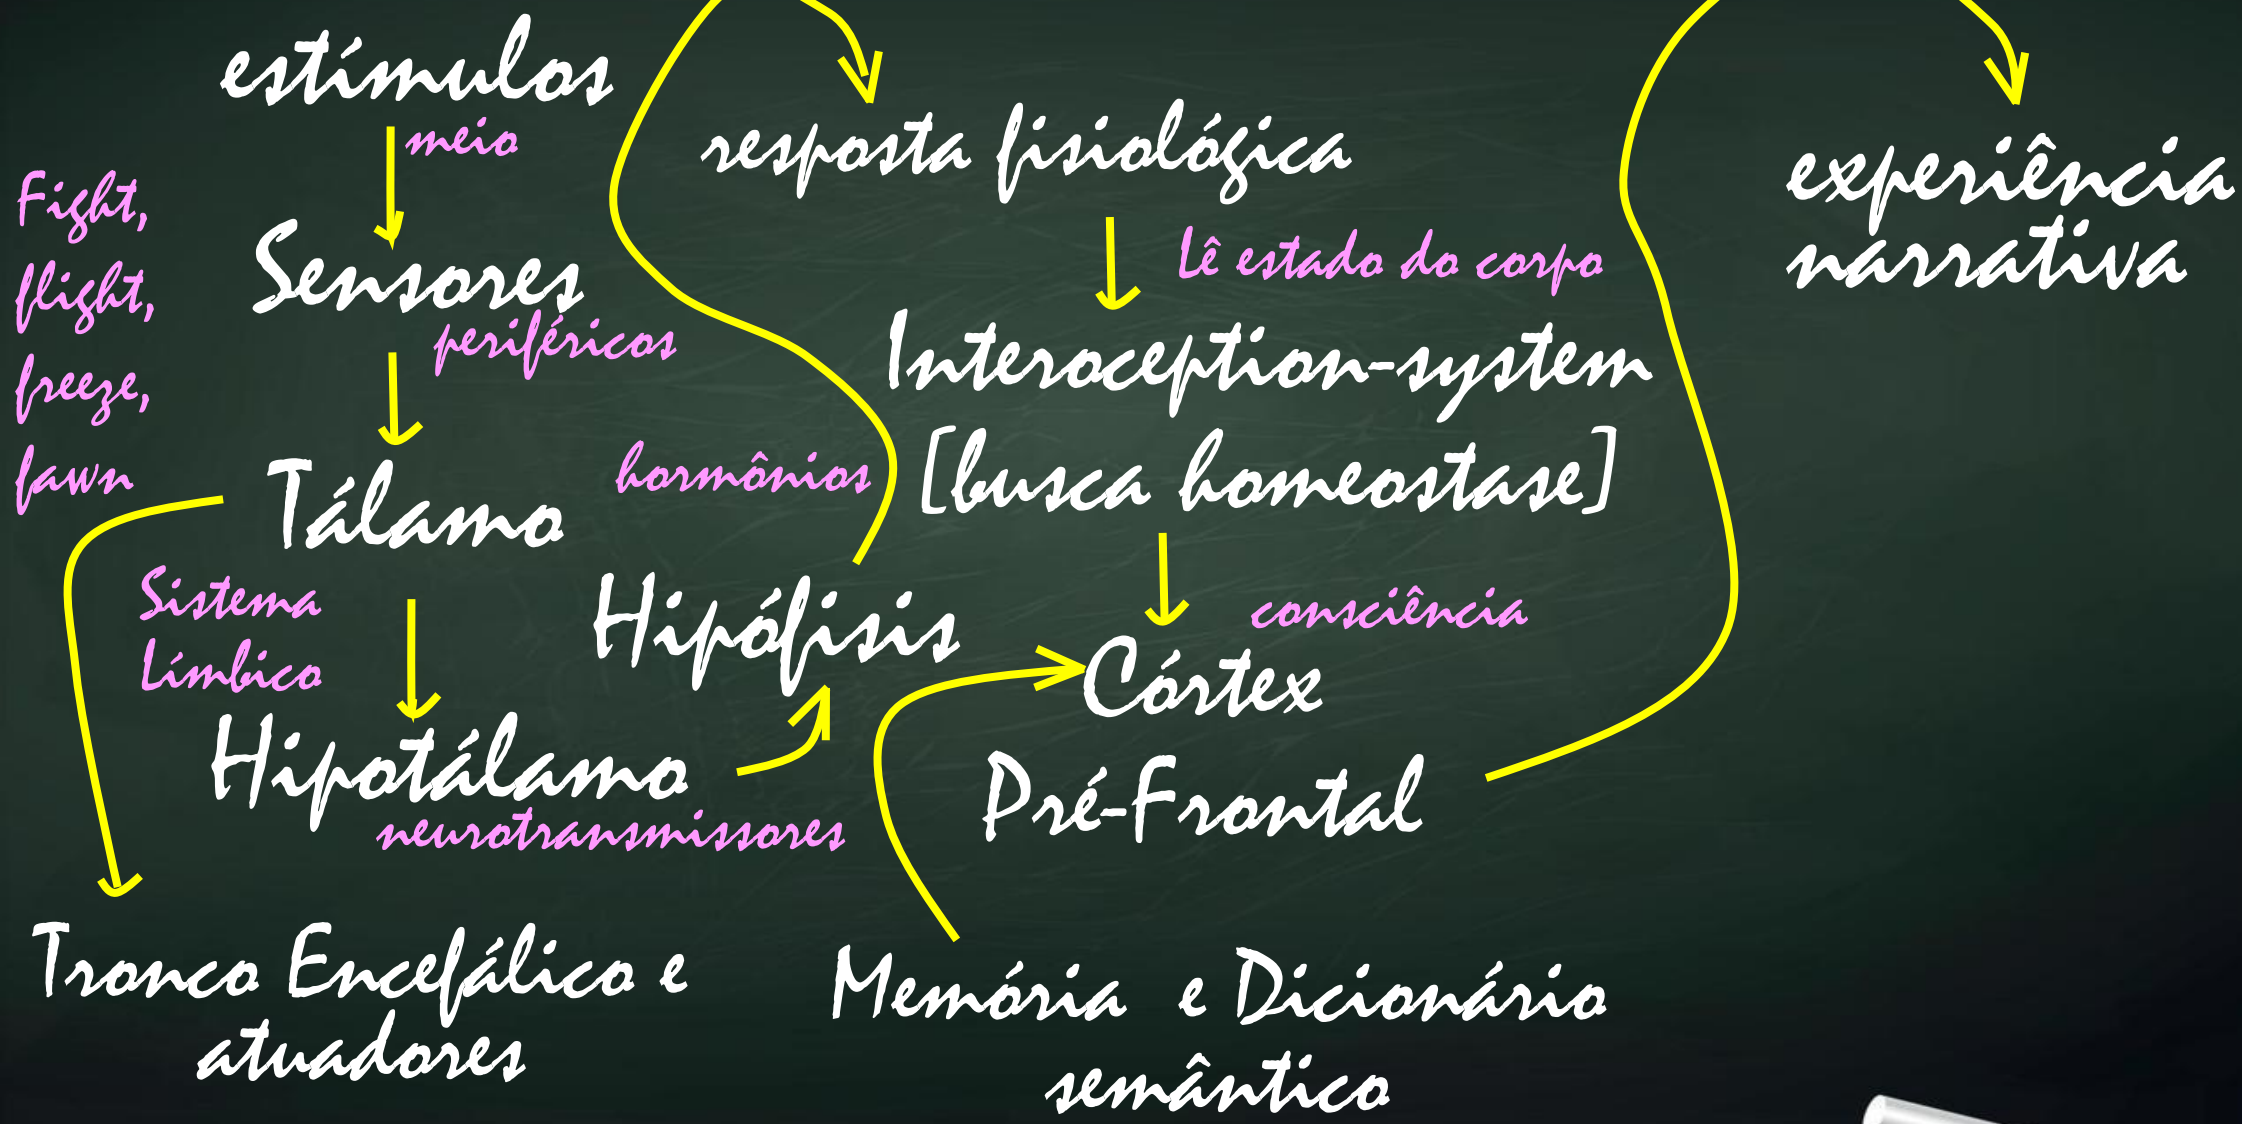 estímulos
meio
Fight,
flight,
freeze,
fawn
Sensores
periféricos
Tálamo
Sistema
Límbico
Hipotálamo
neurotransmissores
Tronco Encefálico e
atuadores
Hipófisis
hormônios
resposta fisiológica
Lê estado do corpo
Interoception-system
[busca homeostase]
consciência
Córtex
Pré-Frontal
Memória e Dicionário
semântico
experiência
narrativa